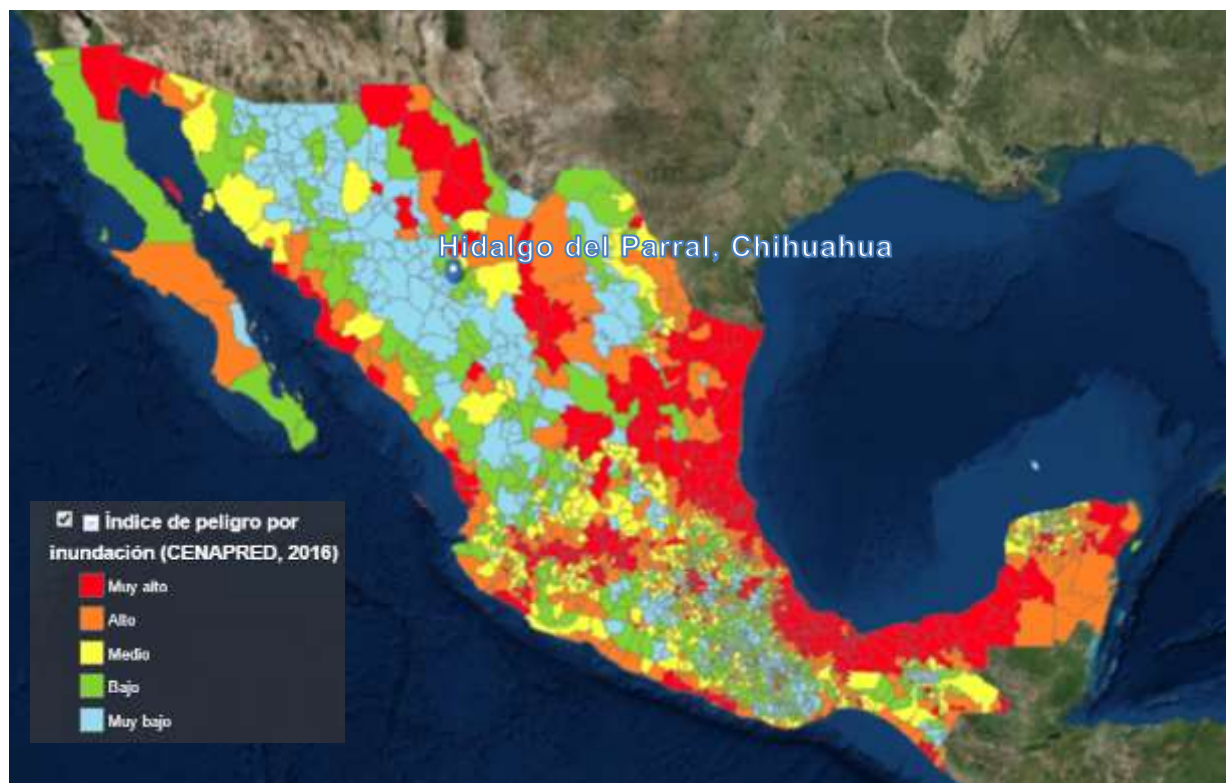 Hidalgo del Parral, Chihuahua
Índice de peligro por
inundación (CENAPRED, 2016)
Muy alto
Alto
Medio
Bajo
Muy bajo